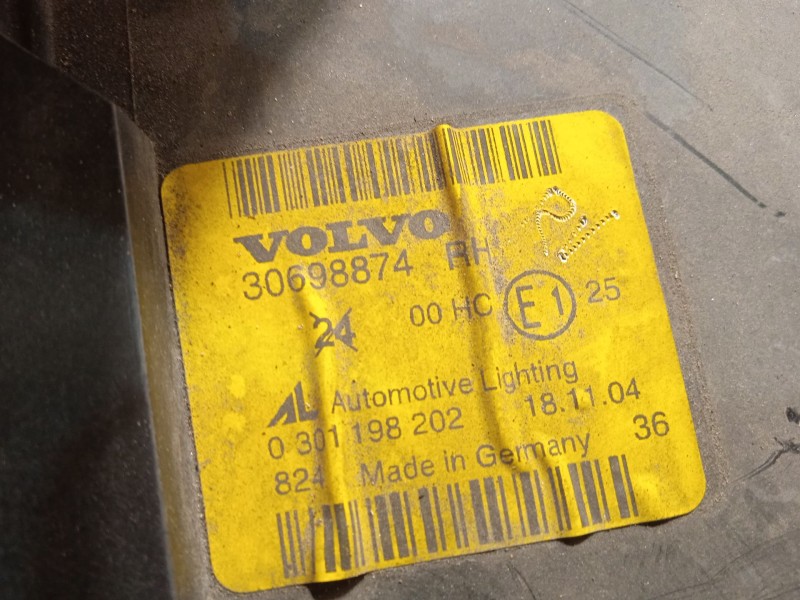 VOLVO
30698874 RH
24 00 HC E1 25
AL Automotive Lighting
0 301 198 202 18.11.04
824 Made in Germany 36